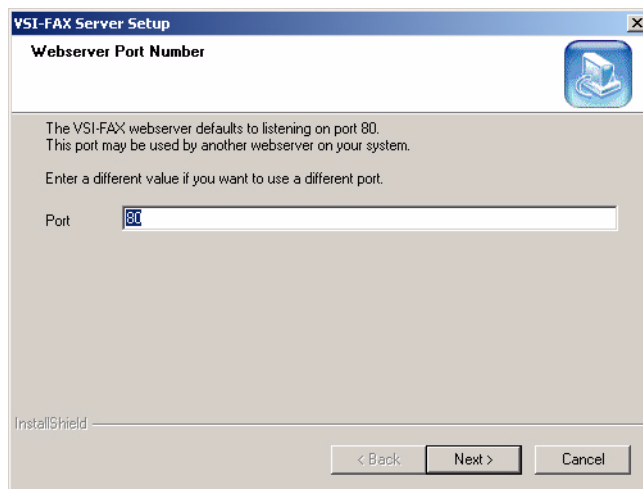 VSI-FAX Server Setup
Webserver Port Number
The VSI-FAX webserver defaults to listening on port 80.
This port may be used by another webserver on your system.
Enter a different value if you want to use a different port.
Port
80
InstallShield
< Back
Next >
Cancel